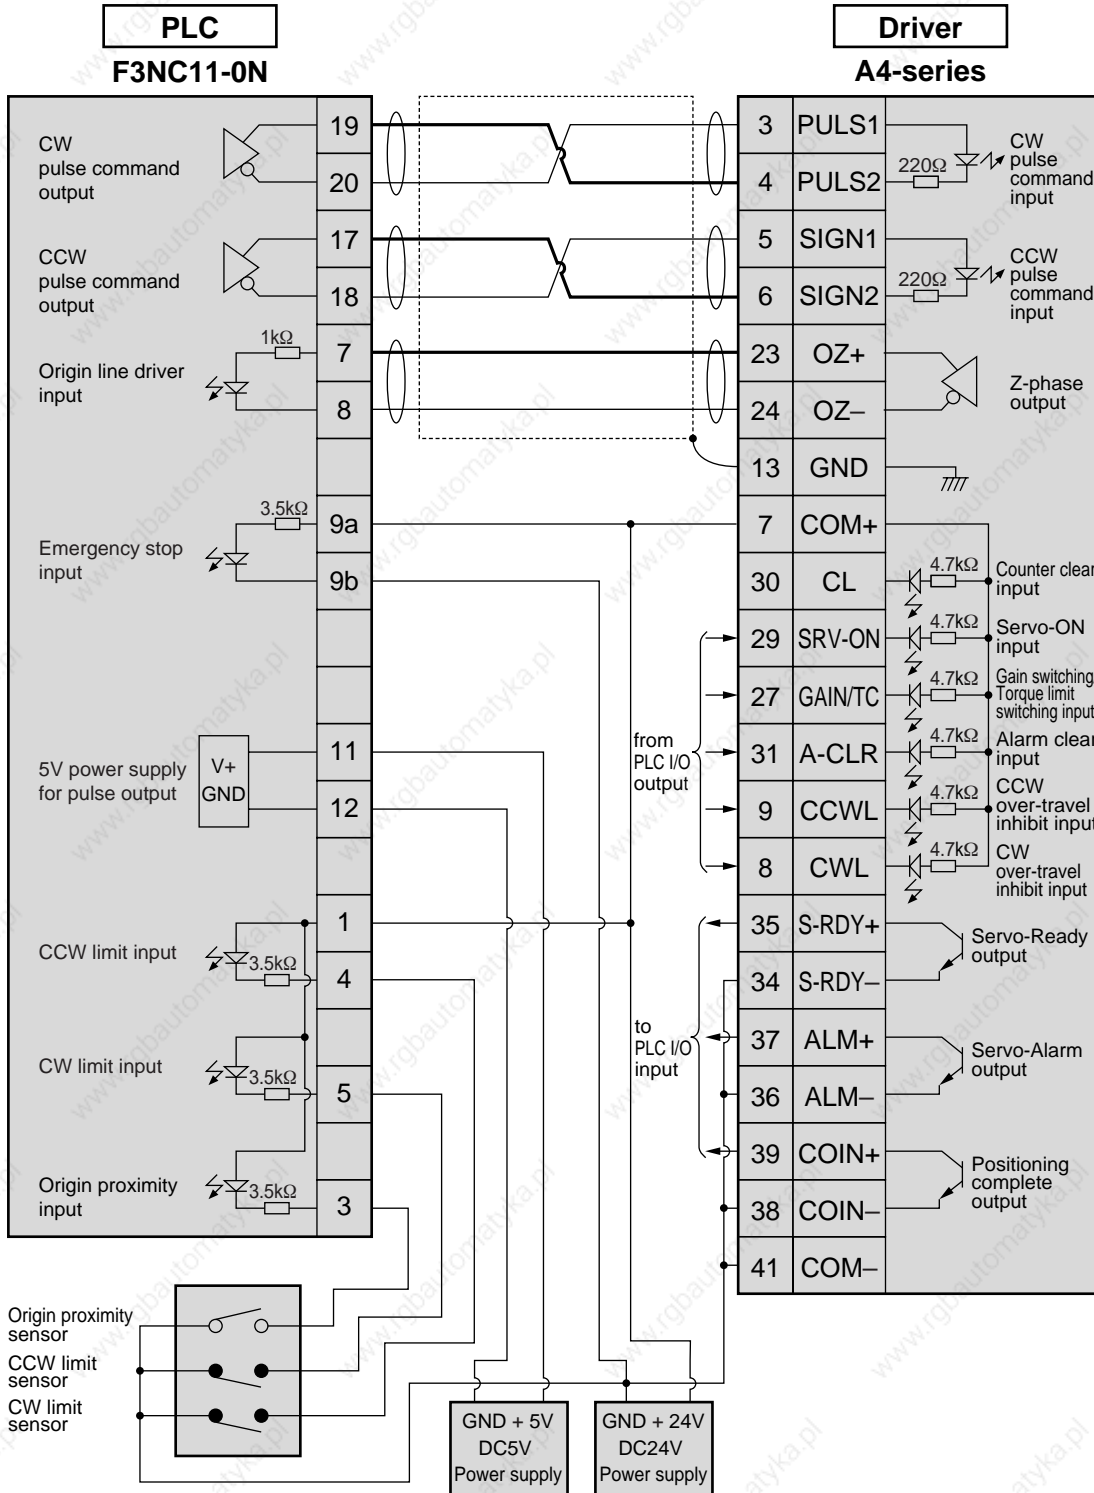 PLC
F3NC11-0N
Driver
A4-series
CW
pulse command
output
19
20
CCW
pulse command
output
17
18
Origin line driver
input
1kΩ
7
8
Emergency stop
input
3.5kΩ
9a
9b
5V power supply
for pulse output
V+
GND
11
12
CCW limit input
3.5kΩ
1
4
CW limit input
3.5kΩ
5
Origin proximity
input
3.5kΩ
3
3 PULS1
4 PULS2
220Ω
CW
pulse
command
input
5 SIGN1
6 SIGN2
220Ω
CCW
pulse
command
input
23 OZ+
24 OZ–
Z-phase
output
13 GND
7 COM+
30 CL
4.7kΩ
Counter clear
input
29 SRV-ON
4.7kΩ
Servo-ON
input
27 GAIN/TC
4.7kΩ
Gain switching
Torque limit
switching input
31 A-CLR
4.7kΩ
Alarm clear
input
9 CCWL
4.7kΩ
CCW
over-travel
inhibit input
8 CWL
4.7kΩ
CW
over-travel
inhibit input
from
PLC I/O
output
35 S-RDY+
34 S-RDY–
Servo-Ready
output
37 ALM+
36 ALM–
Servo-Alarm
output
39 COIN+
38 COIN–
Positioning
complete
output
41 COM–
to
PLC I/O
input
Origin proximity
sensor
CCW limit
sensor
CW limit
sensor
GND + 5V
DC5V
Power supply
GND + 24V
DC24V
Power supply
www.rgbautomatyka.pl